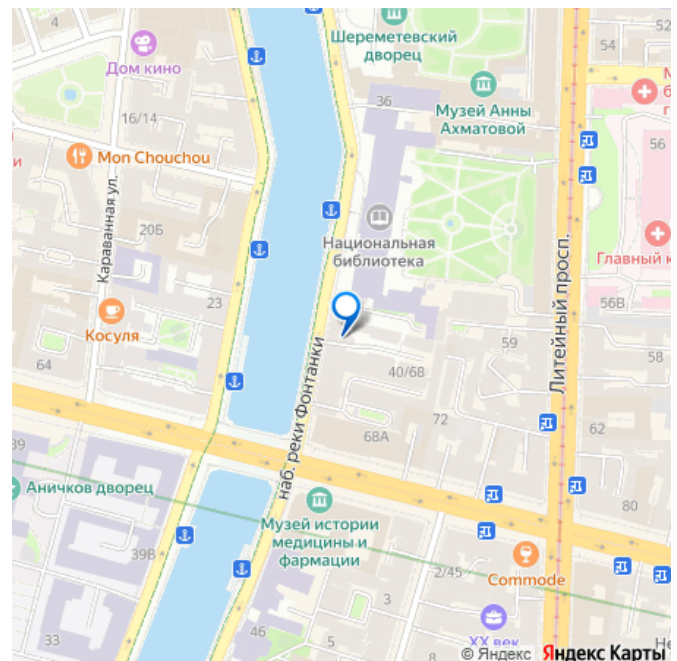 4
Дом кино
16/14
Mon Chouchou
Караванная ул.
20Б
23
Косуля
64
39
Аничков дворец
39В
33
Шереметевский
дворец
36
Музей Анны
Ахматовой
Национальная
библиотека
наб. реки Фонтанки
40/68
68А
72
59
Литейный просп.
52
54
56
Главный к
56В
58
62
80
Музей истории
медицины и
фармации
46
5
3
2/45
Commode
XX век
Не
© Яндекс Яндекс Карты